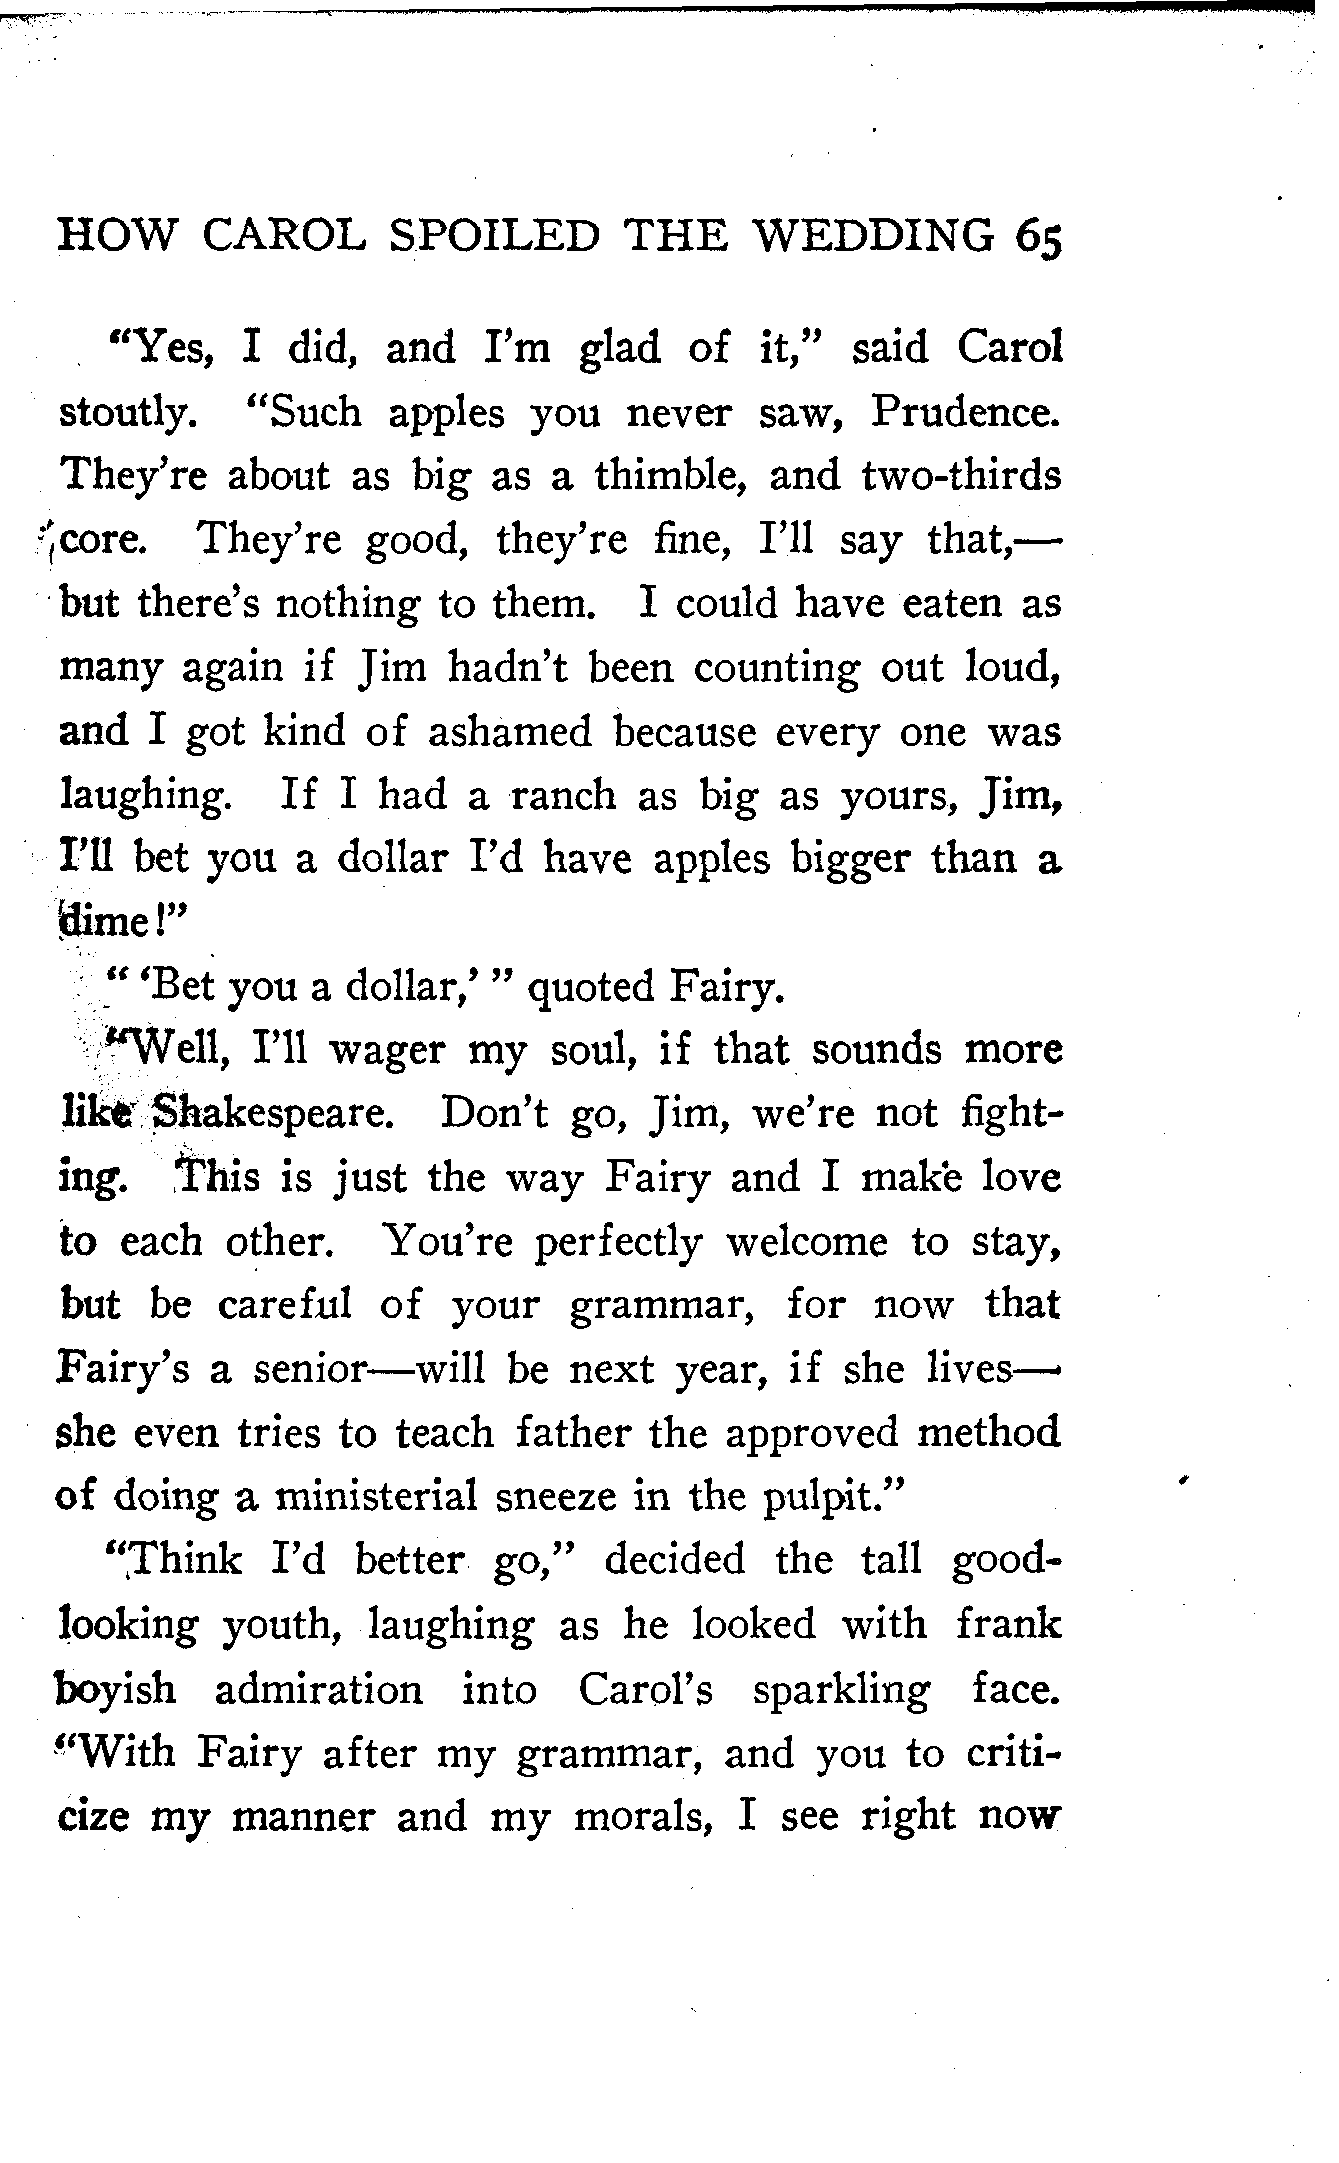 HOW CAROL SPOILED THE WEDDING 65
“Yes, I did, and I’m glad of it,” said Carol
stoutly. “Such apples you never saw, Prudence.
They’re about as big as a thimble, and two-thirds
core. They’re good, they’re fine, I’ll say that,—
but there’s nothing to them. I could have eaten as
many again if Jim hadn’t been counting out loud,
and I got kind of ashamed because every one was
laughing. If I had a ranch as big as yours, Jim,
I’ll bet you a dollar I’d have apples bigger than a
dime!”
“ ‘Bet you a dollar,’ ” quoted Fairy.
“Well, I’ll wager my soul, if that sounds more
like Shakespeare. Don’t go, Jim, we’re not fight-
ing. This is just the way Fairy and I make love
to each other. You’re perfectly welcome to stay,
but be careful of your grammar, for now that
Fairy’s a senior—will be next year, if she lives—
she even tries to teach father the approved method
of doing a ministerial sneeze in the pulpit.”
“Think I’d better go,” decided the tall good-
looking youth, laughing as he looked with frank
boyish admiration into Carol’s sparkling face.
“With Fairy after my grammar, and you to criti-
cize my manner and my morals, I see right now